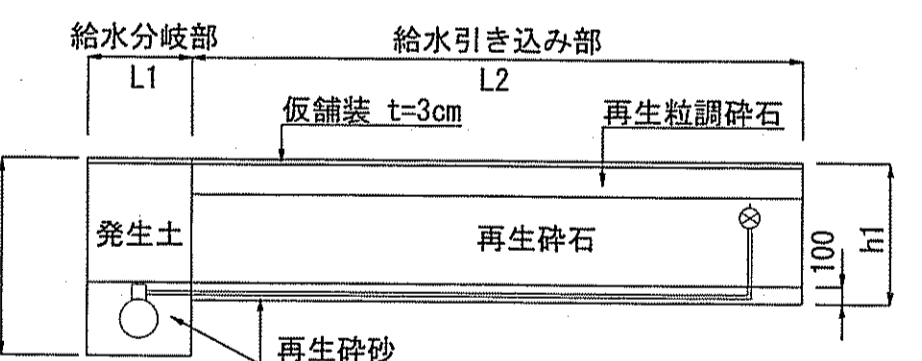 給水分岐部
給水引き込み部
L1
L2
仮舗装 t=3cm
再生粒調砕石
発生土
再生砕石
100
h1
再生砕砂